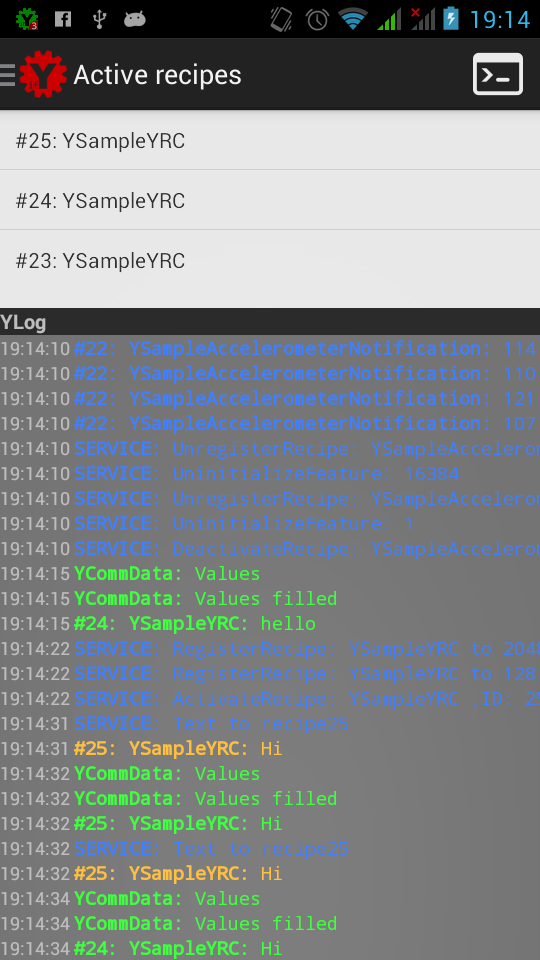 3
19:14
Active recipes
#25: YSampleYRC
#24: YSampleYRC
#23: YSampleYRC
YLog
19:14:10 #22: YSampleAccelerometerNotification: 114
19:14:10 #22: YSampleAccelerometerNotification: 110
19:14:10 #22: YSampleAccelerometerNotification: 121
19:14:10 #22: YSampleAccelerometerNotification: 107
19:14:10 SERVICE: UnregisterRecipe: YSampleAccelero
19:14:10 SERVICE: UninitializeFeature: 16384
19:14:10 SERVICE: UnregisterRecipe: YSampleAccelero
19:14:10 SERVICE: UninitializeFeature: 1
19:14:10 SERVICE: DeactivateRecipe: YSampleAccelero
19:14:15 YCommData: Values
19:14:15 YCommData: Values filled
19:14:15 #24: YSampleYRC: hello
19:14:22 SERVICE: RegisterRecipe: YSampleYRC to 204
19:14:22 SERVICE: RegisterRecipe: YSampleYRC to 128
19:14:22 SERVICE: ActivateRecipe: YSampleYRC ,ID: 25
19:14:31 SERVICE: Text to recipe25
19:14:31 #25: YSampleYRC: Hi
19:14:32 YCommData: Values
19:14:32 YCommData: Values filled
19:14:32 #25: YSampleYRC: Hi
19:14:32 SERVICE: Text to recipe25
19:14:32 #25: YSampleYRC: Hi
19:14:34 YCommData: Values
19:14:34 YCommData: Values filled
19:14:34 #24: YSampleYRC: Hi